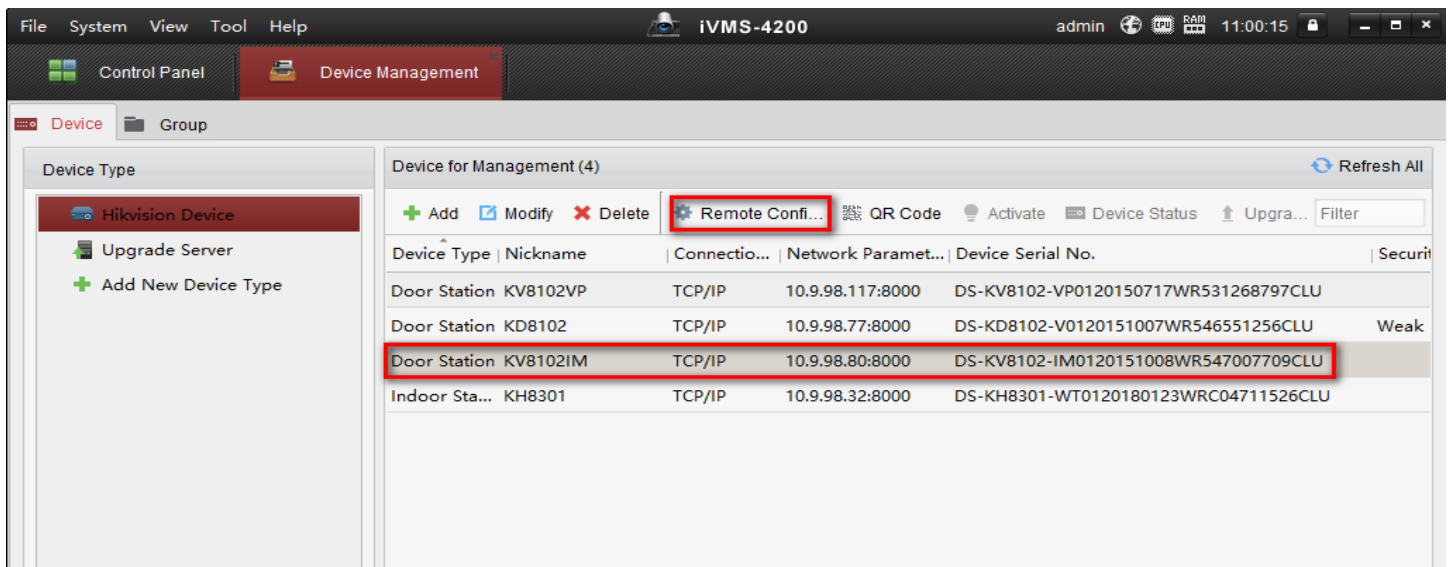 File System View Tool Help iVMS-4200 admin CPU RAM 11:00:15
Control Panel Device Management
Device Group
Device Type
Hikvision Device
Upgrade Server
Add New Device Type
Device for Management (4) Refresh All
Add Modify Delete Remote Confi... QR Code Activate Device Status Upgra... Filter
Device Type Nickname Connectio... Network Paramet... Device Serial No. Securit
Door Station KV8102VP TCP/IP 10.9.98.117:8000 DS-KV8102-VP0120150717WR531268797CLU
Door Station KD8102 TCP/IP 10.9.98.77:8000 DS-KD8102-V0120151007WR546551256CLU Weak
Door Station KV8102IM TCP/IP 10.9.98.80:8000 DS-KV8102-IM0120151008WR547007709CLU
Indoor Sta... KH8301 TCP/IP 10.9.98.32:8000 DS-KH8301-WT0120180123WRC04711526CLU